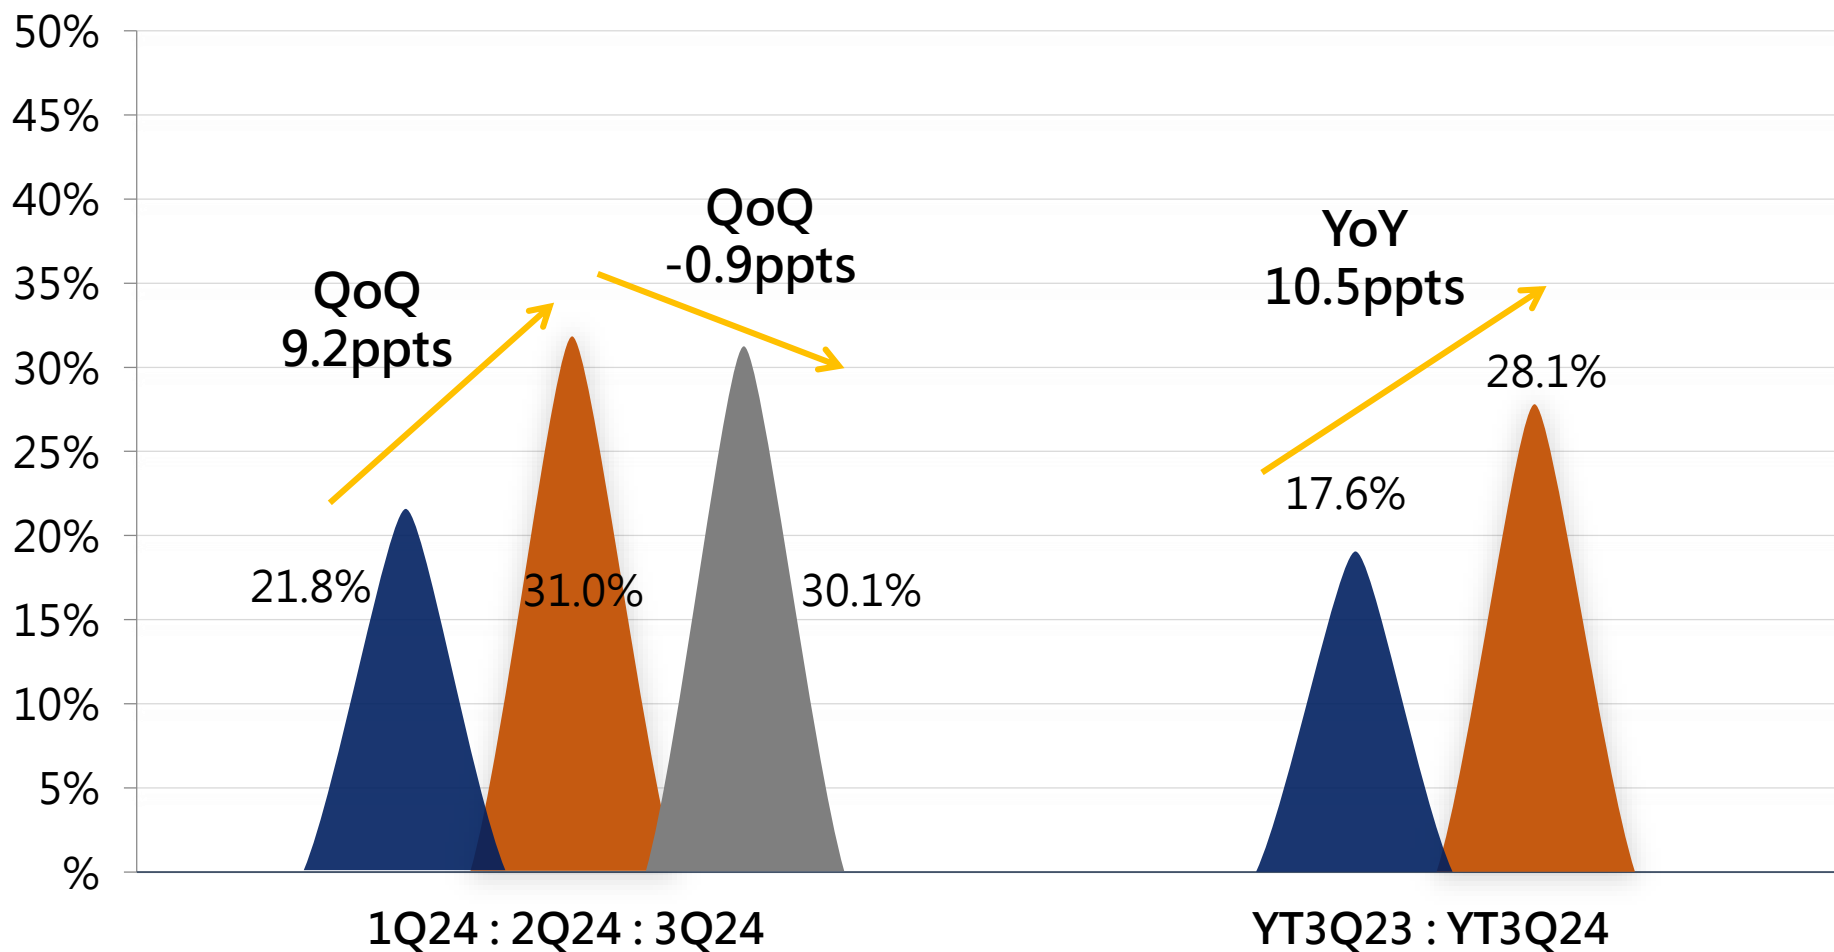 50%
45%
40%
35%
30%
25%
20%
15%
10%
5%
%
QoQ
9.2ppts
QoQ
-0.9ppts
YoY
10.5ppts
21.8%
31.0%
30.1%
17.6%
28.1%
1Q24 : 2Q24 : 3Q24
YT3Q23 : YT3Q24